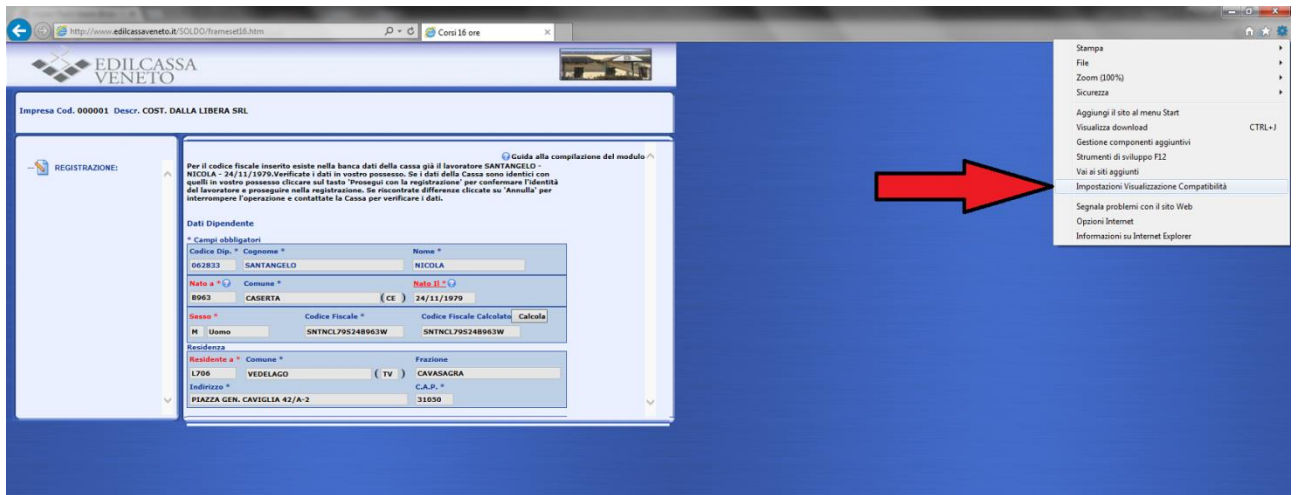 http://www.edilcassaveneto.it/SOLDO/frameset16.htm
Corsi 16 ore
EDILCASSA
VENETO
Impresa Cod. 000001 Descr. COST. DALLA LIBERA SRL
REGISTRAZIONE:
Guida alla compilazione del modulo
Per il codice fiscale inserito esiste nella banca dati della cassa già il lavoratore SANTANGELO -
NICOLA - 24/11/1979.Verificate i dati in vostro possesso. Se i dati della Cassa sono identici con
quelli in vostro possesso cliccare sul tasto 'Prosegui con la registrazione' per confermare l'identità
del lavoratore e proseguire nella registrazione. Se riscontrate differenze cliccate su 'Annulla' per
interrompere l'operazione e contattate la Cassa per verificare i dati.
Dati Dipendente
* Campi obbligatori
Codice Dip. * Cognome * Nome *
062833 SANTANGELO NICOLA
Nato a * Comune * Nato Il *
B963 CASERTA ( CE ) 24/11/1979
Sesso * Codice Fiscale * Codice Fiscale Calcolato Calcola
M Uomo SNTNCL79S24B963W SNTNCL79S24B963W
Residenza
Residente a * Comune * Frazione
L706 VEDELAGO ( TV ) CAVASAGRA
Indirizzo * C.A.P. *
PIAZZA GEN. CAVIGLIA 42/A-2 31050
Stampa
File
Zoom (100%)
Sicurezza
Aggiungi il sito al menu Start
Visualizza download CTRL+J
Gestione componenti aggiuntivi
Strumenti di sviluppo F12
Vai ai siti aggiunti
Impostazioni Visualizzazione Compatibilità
Segnala problemi con il sito Web
Opzioni Internet
Informazioni su Internet Explorer